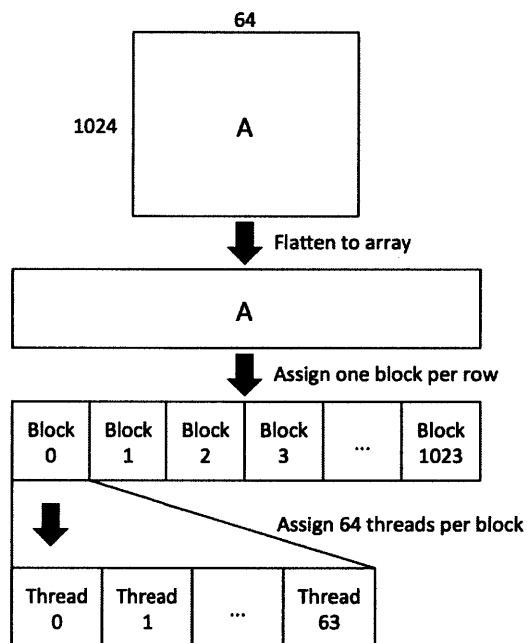 64
1024
A
Flatten to array
A
Assign one block per row
Block Block Block Block Block
0 1 2 3 ... 1023
Assign 64 threads per block
Thread Thread Thread
0 1 ... 63